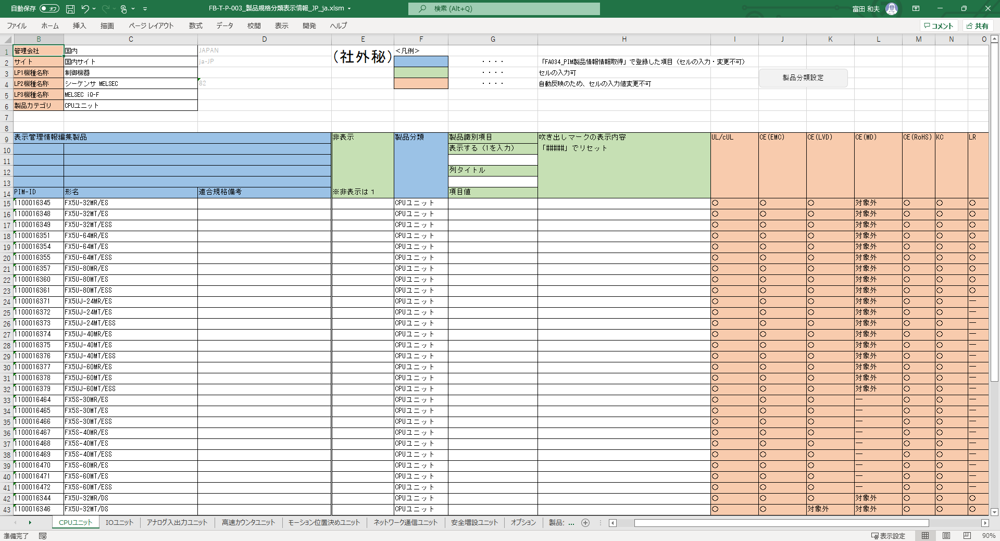 自動保存 オフ FB-T-P-003_製品規格分類表示情報_JP_ja.xlsm 検索 (Alt+Q) 富田 和夫
ファイル ホーム 挿入 描画 ページ レイアウト 数式 データ 校閲 表示 開発 ヘルプ コメント 共有
B C D E F G H I J K L M N O
1 管理会社 国内 JAPAN (社外秘) <凡例>
2 サイト 国内サイト ja-JP ・・・・ 「FA034_PIM製品情報情報取得」で登録した項目（セルの入力・変更不可）
3 LP1機種名称 制御機器 ・・・・ セルの入力可
製品分類設定
4 LP2機種名称 シーケンサ MELSEC 82 ・・・・ 自動反映のため、セルの入力値変更不可
5 LP3機種名称 MELSEC iQ-F
6 製品カテゴリ CPUユニット
7
8
9 表示管理情報編集製品 非表示 製品分類 製品識別項目 吹き出しマークの表示内容 UL/cUL CE(EMC) CE(LVD) CE(MD) CE(RoHS) KC LR
10 表示する（1を入力） 「#####」でリセット
11
12 列タイトル
13
14 PIM-ID 形名 適合規格備考 ※非表示は１ 項目値
15 1100016345 FX5U-32MR/ES CPUユニット ○ ○ ○ 対象外 ○ ○ ○
16 1100016348 FX5U-32MT/ES CPUユニット ○ ○ ○ 対象外 ○ ○ ○
17 1100016349 FX5U-32MT/ESS CPUユニット ○ ○ ○ 対象外 ○ ○ ○
18 1100016351 FX5U-64MR/ES CPUユニット ○ ○ ○ 対象外 ○ ○ ○
19 1100016354 FX5U-64MT/ES CPUユニット ○ ○ ○ 対象外 ○ ○ ○
20 1100016355 FX5U-64MT/ESS CPUユニット ○ ○ ○ 対象外 ○ ○ ○
21 1100016357 FX5U-80MR/ES CPUユニット ○ ○ ○ 対象外 ○ ○ ○
22 1100016360 FX5U-80MT/ES CPUユニット ○ ○ ○ 対象外 ○ ○ ○
23 1100016361 FX5U-80MT/ESS CPUユニット ○ ○ ○ 対象外 ○ ○ ○
24 1100016371 FX5UJ-24MR/ES CPUユニット ○ ○ ○ 対象外 ○ ○ ―
25 1100016372 FX5UJ-24MT/ES CPUユニット ○ ○ ○ 対象外 ○ ○ ―
26 1100016373 FX5UJ-24MT/ESS CPUユニット ○ ○ ○ 対象外 ○ ○ ―
27 1100016374 FX5UJ-40MR/ES CPUユニット ○ ○ ○ 対象外 ○ ○ ―
28 1100016375 FX5UJ-40MT/ES CPUユニット ○ ○ ○ 対象外 ○ ○ ―
29 1100016376 FX5UJ-40MT/ESS CPUユニット ○ ○ ○ 対象外 ○ ○ ―
30 1100016377 FX5UJ-60MR/ES CPUユニット ○ ○ ○ 対象外 ○ ○ ―
31 1100016378 FX5UJ-60MT/ES CPUユニット ○ ○ ○ 対象外 ○ ○ ―
32 1100016379 FX5UJ-60MT/ESS CPUユニット ○ ○ ○ 対象外 ○ ○ ―
33 1100016464 FX5S-30MR/ES CPUユニット ○ ○ ○ ― ○ ○ ―
34 1100016465 FX5S-30MT/ES CPUユニット ○ ○ ○ ― ○ ○ ―
35 1100016466 FX5S-30MT/ESS CPUユニット ○ ○ ○ ― ○ ○ ―
36 1100016467 FX5S-40MR/ES CPUユニット ○ ○ ○ ― ○ ○ ―
37 1100016468 FX5S-40MT/ES CPUユニット ○ ○ ○ ― ○ ○ ―
38 1100016469 FX5S-40MT/ESS CPUユニット ○ ○ ○ ― ○ ○ ―
39 1100016470 FX5S-60MR/ES CPUユニット ○ ○ ○ ― ○ ○ ―
40 1100016471 FX5S-60MT/ES CPUユニット ○ ○ ○ ― ○ ○ ―
41 1100016472 FX5S-60MT/ESS CPUユニット ○ ○ ○ ― ○ ○ ―
42 1100016344 FX5U-32MR/DS CPUユニット ○ ○ ○ 対象外 ○ ○ ○
43 1100016346 FX5U-32MT/DS CPUユニット ○ ○ 対象外 対象外 ○ ○ ○
CPUユニット IOユニット アナログ入出力ユニット 高速カウンタユニット モーション位置決めユニット ネットワーク通信ユニット 安全増設ユニット オプション 製品 ...
準備完了 表示設定 90%